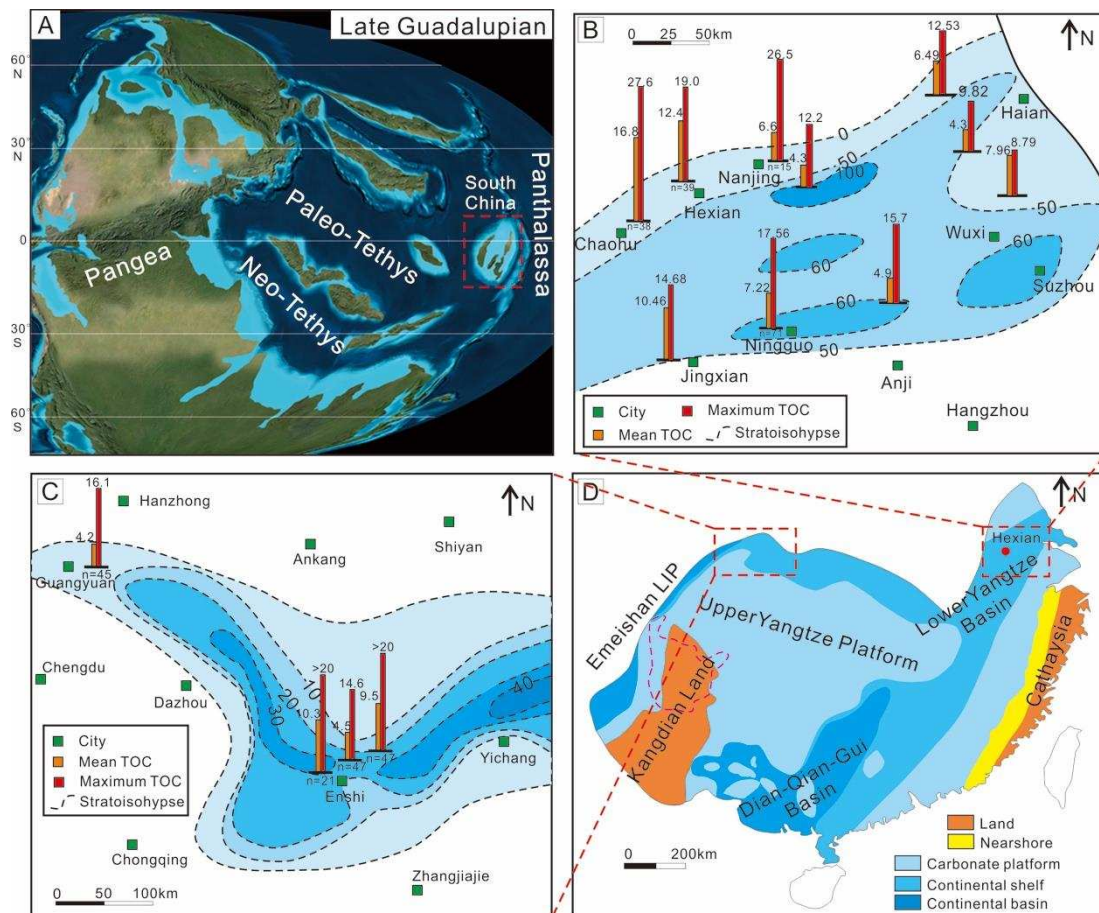 A
Late Guadalupian
60°
N
30°
N
0
30°
S
60°
S
Pangea
Paleo-Tethys
Neo-Tethys
South
China
Panthalassa
B
0 25 50km
N
12.53
6.49
Haian
9.82
4.3
7.96
8.79
26.5
6.6
n=15
12.2
4.3
27.6
16.8
n=38
19.0
12.4
n=39
Nanjing
Hexian
Chaohu
0
50
100
50
Wuxi
60
Suzhou
17.56
7.22
n=71
60
15.7
4.9
60
14.68
10.46
Ningguo
50
Jingxian
Anji
Hangzhou
City
Maximum TOC
Mean TOC
Stratoisohypse
C
N
16.1
4.2
n=45
Hanzhong
Guangyuan
Ankang
Shiyan
Chengdu
Dazhou
10
20
30
>20
10.3
n=21
14.6
4.5
n=47
>20
9.5
n=47
40
Enshi
Yichang
City
Mean TOC
Maximum TOC
Stratoisohypse
Chongqing
Zhangjiajie
0 50 100km
D
N
Hexian
Emeishan LIP
Upper Yangtze Platform
Lower Yangtze
Basin
Kangdian Land
Cathaysia
Dian-Qian-Gui
Basin
0 200km
Land
Nearshore
Carbonate platform
Continental shelf
Continental basin